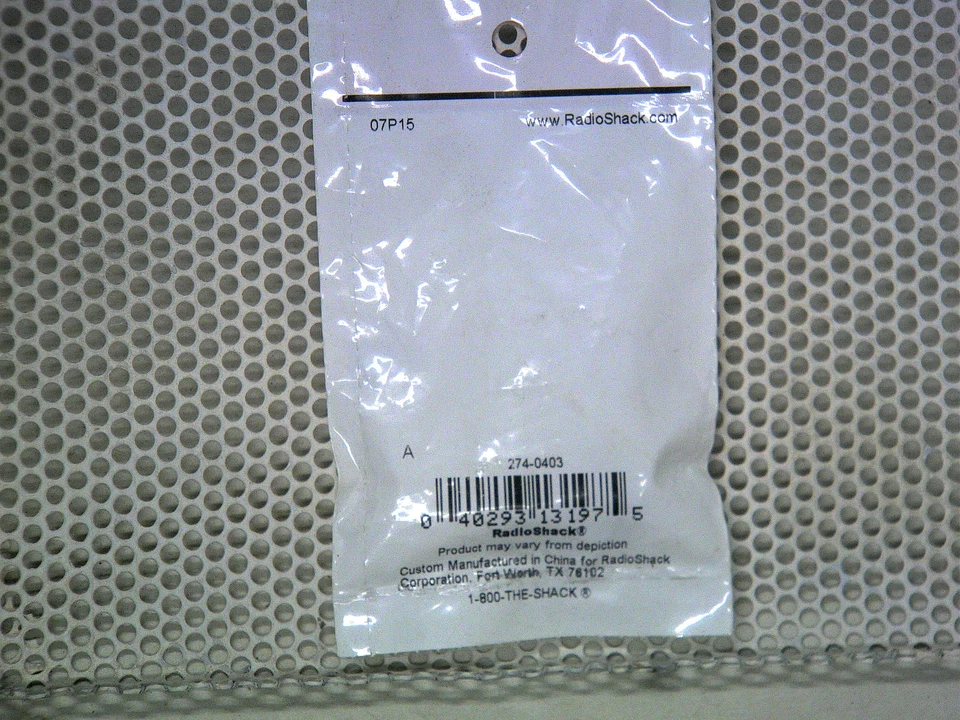 07P15 www.RadioShack.com
A
274-0403
0 40293 13197 5
RadioShack®
Product may vary from depiction
Custom Manufactured in China for RadioShack
Corporation, Fort Worth, TX 76102
1-800-THE-SHACK ®